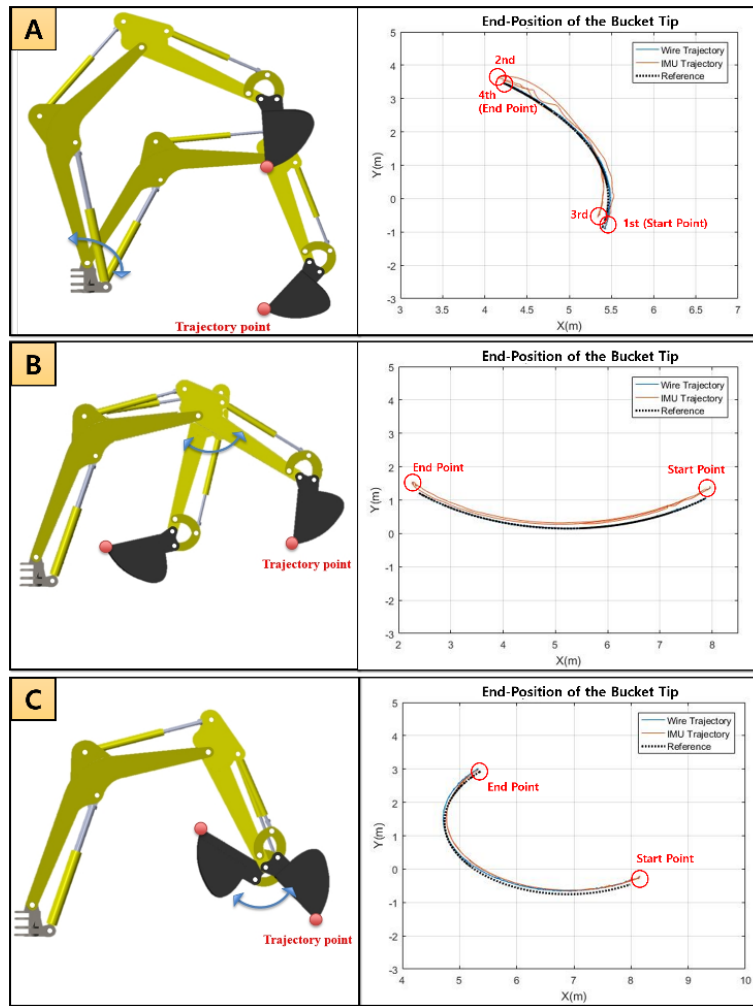 A
Trajectory point
End-Position of the Bucket Tip
Wire Trajectory
IMU Trajectory
Reference
2nd
4th
(End Point)
3rd
1st (Start Point)
Y(m)
5
4
3
2
1
0
-1
-2
-3
3 3.5 4 4.5 5 5.5 6 6.5 7
X(m)
B
Trajectory point
End-Position of the Bucket Tip
Wire Trajectory
IMU Trajectory
Reference
End Point
Start Point
Y(m)
5
4
3
2
1
0
-1
-2
-3
2 3 4 5 6 7 8
X(m)
C
Trajectory point
End-Position of the Bucket Tip
Wire Trajectory
IMU Trajectory
Reference
End Point
Start Point
Y(m)
5
4
3
2
1
0
-1
-2
-3
4 5 6 7 8 9 10
X(m)